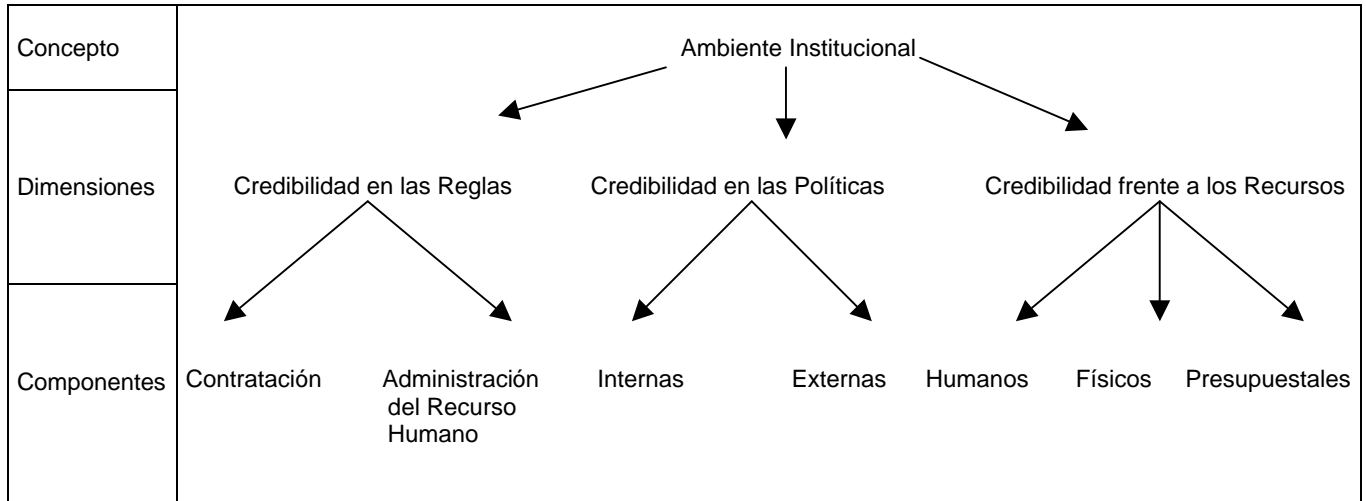 Concepto
Ambiente Institucional
Dimensiones
Credibilidad en las Reglas
Credibilidad en las Políticas
Credibilidad frente a los Recursos
Componentes
Contratación
Administración
del Recurso
Humano
Internas
Externas
Humanos
Físicos
Presupuestales